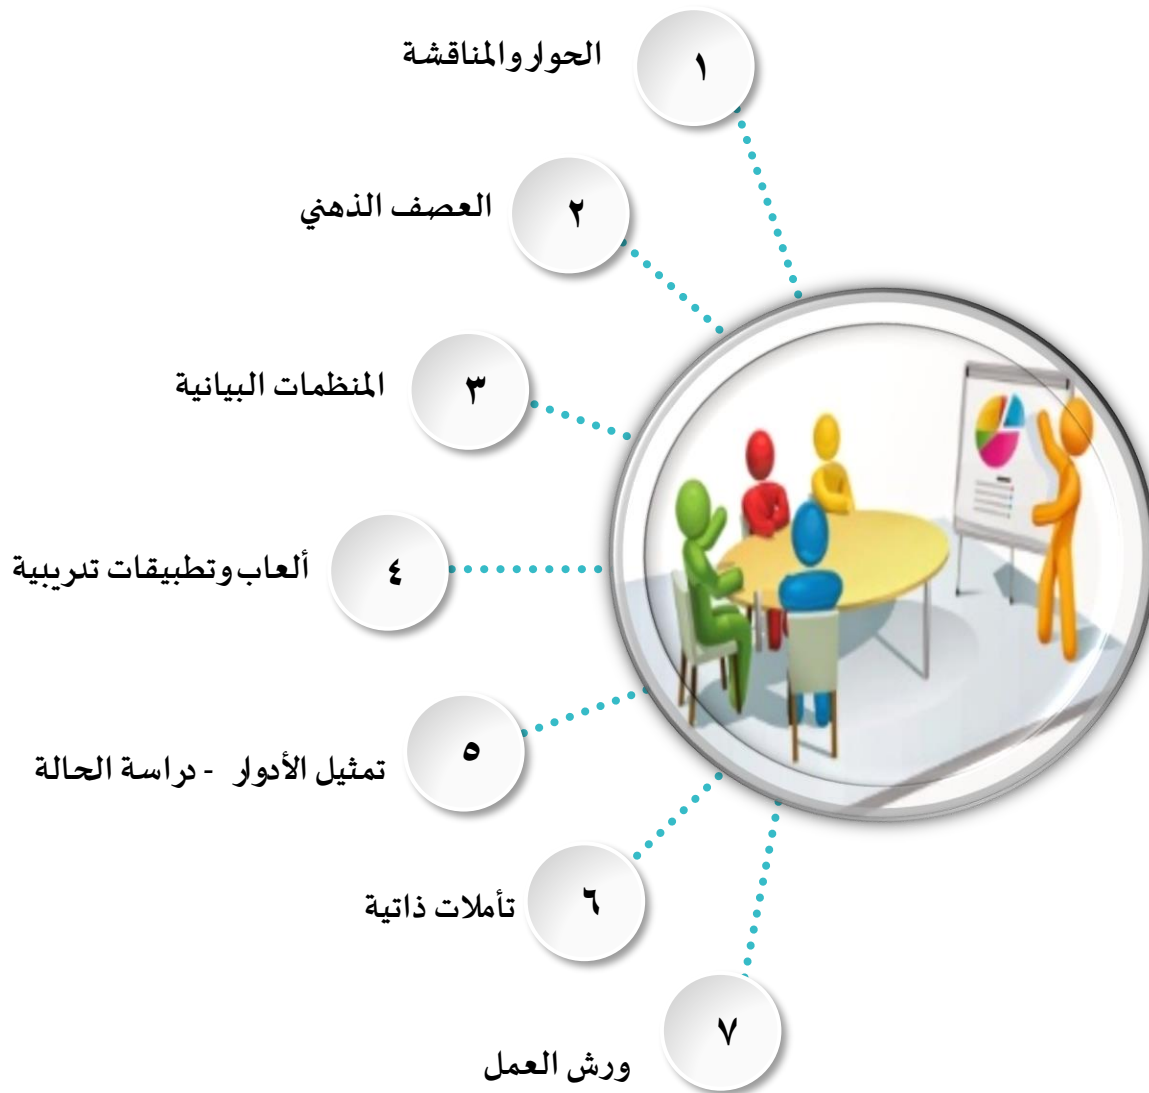 ١
الحوار والمناقشة
٢
العصف الذهني
٣
المنظمات البيانية
٤
ألعاب وتطبيقات تدريبية
٥
تمثيل الأدوار - دراسة الحالة
٦
تأملات ذاتية
٧
ورش العمل